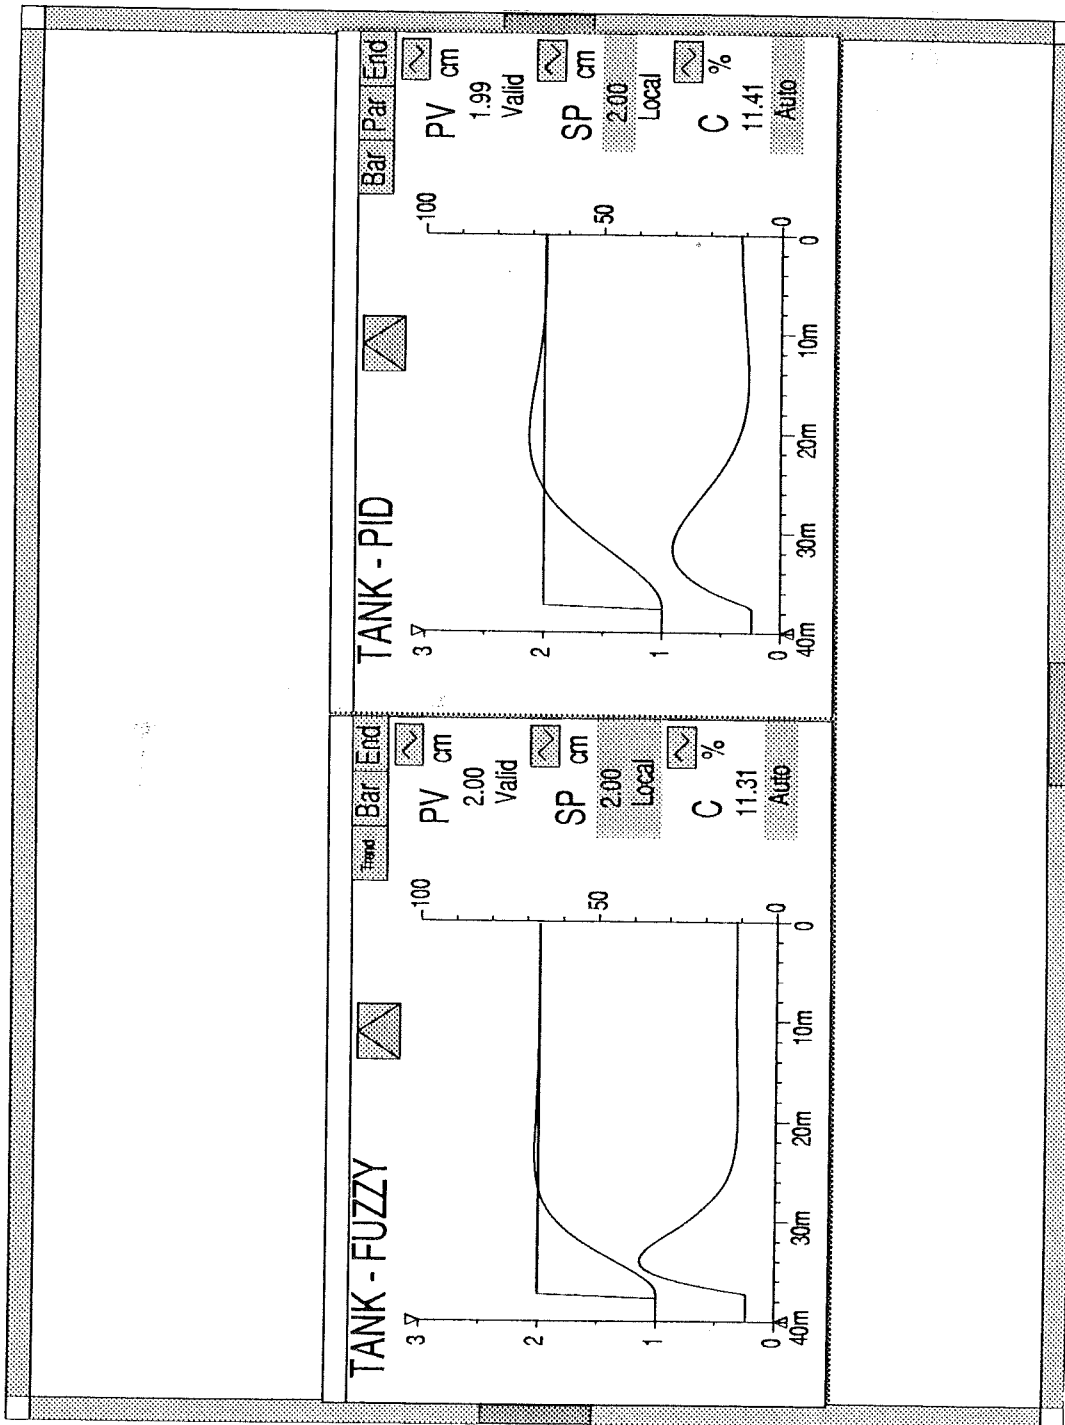 TANK - FUZZY
Trend Bar End
3
2
1
0
100
50
0
40m 30m 20m 10m 0
PV cm
2.00
Valid
SP cm
2.00
Local
C %
11.31
Auto
TANK - PID
Bar Par End
3
2
1
0
100
50
0
40m 30m 20m 10m 0
PV cm
1.99
Valid
SP cm
2.00
Local
C %
11.41
Auto